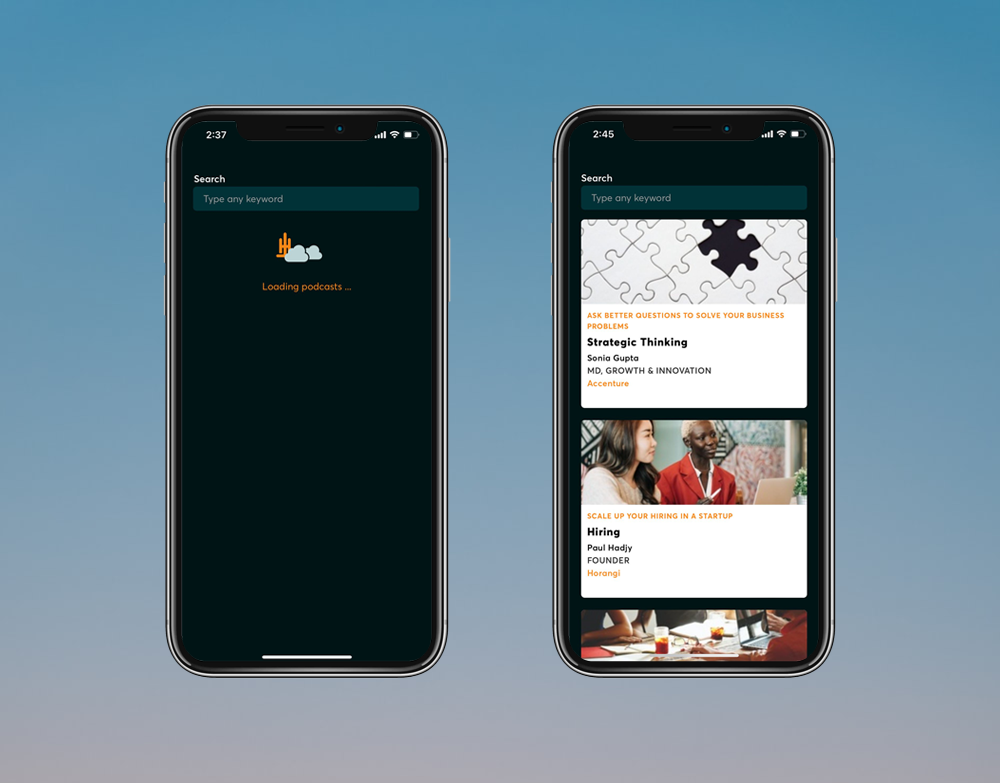 2:37
Search
Type any keyword
Loading podcasts ...
2:45
Search
Type any keyword
ASK BETTER QUESTIONS TO SOLVE YOUR BUSINESS
PROBLEMS
Strategic Thinking
Sonia Gupta
MD, GROWTH & INNOVATION
Accenture
SCALE UP YOUR HIRING IN A STARTUP
Hiring
Paul Hadjy
FOUNDER
Horangi